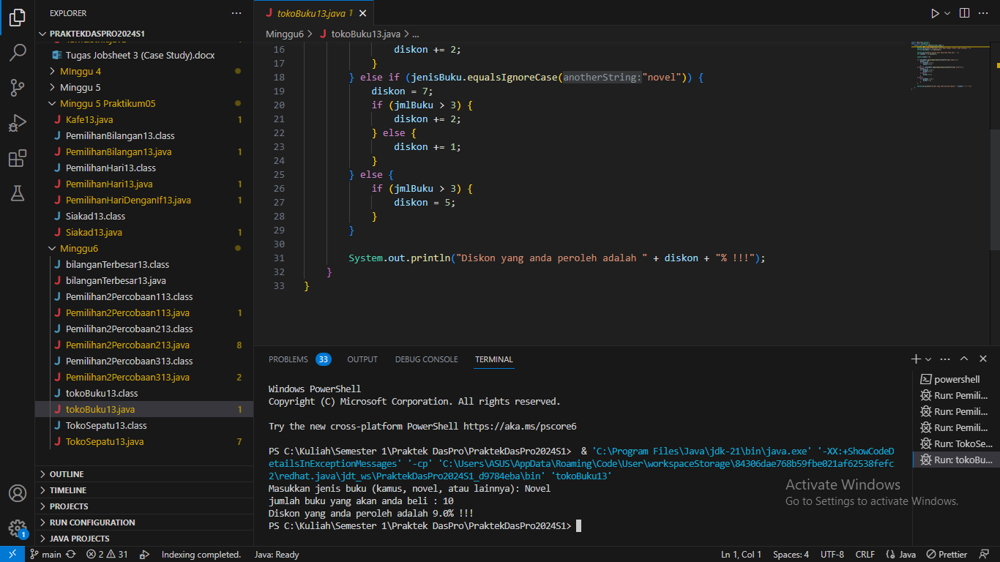 EXPLORER
PRAKTEKDASPRO2024S1
Tugas Jobsheet 3 (Case Study).docx
MInggu 4
Minggu 5
Minggu 5 Praktikum05
Kafe13.java 1
PemilihanBilangan13.class
PemilihanBilangan13.java 1
PemilihanHari13.class
PemilihanHari13.java 1
PemilihanHariDenganIf13.java 1
Siakad13.class
Siakad13.java 1
Minggu6
bilanganTerbesar13.class
bilanganTerbesar13.java
Pemilihan2Percobaan113.class
Pemilihan2Percobaan113.java 1
Pemilihan2Percobaan213.class
Pemilihan2Percobaan213.java 8
Pemilihan2Percobaan313.class
Pemilihan2Percobaan313.java 2
tokoBuku13.class
tokoBuku13.java 1
TokoSepatu13.class
TokoSepatu13.java 7
OUTLINE
TIMELINE
PROJECTS
RUN CONFIGURATION
JAVA PROJECTS
1
tokoBuku13.java 1
Minggu6 > tokoBuku13.java > ...
16 diskon += 2;
17 }
18 } else if (jenisBuku.equalsIgnoreCase(anotherString:"novel")) {
19 diskon = 7;
20 if (jmlBuku > 3) {
21 diskon += 2;
22 } else {
23 diskon += 1;
24 }
25 } else {
26 if (jmlBuku > 3) {
27 diskon = 5;
28 }
29 }
30
31 System.out.println("Diskon yang anda peroleh adalah " + diskon + "% !!!");
32 }
33 }
PROBLEMS 33 OUTPUT DEBUG CONSOLE TERMINAL
Windows PowerShell
Copyright (C) Microsoft Corporation. All rights reserved.
Try the new cross-platform PowerShell https://aka.ms/pscore6
PS C:\Kuliah\Semester 1\Praktek DasPro\PraktekDasPro2024S1> & 'C:\Program Files\Java\jdk-21\bin\java.exe' '-XX:+ShowCodeD
etailsInExceptionMessages' '-cp' 'C:\Users\ASUS\AppData\Roaming\Code\User\workspaceStorage\84306dae768b59fbe021af62538fefc
2\redhat.java\jdt_ws\PraktekDasPro2024S1_d9784eba\bin' 'tokoBuku13'
Masukkan jenis buku (kamus, novel, atau lainnya): Novel
jumlah buku yang akan anda beli : 10
Diskon yang anda peroleh adalah 9.0% !!!
PS C:\Kuliah\Semester 1\Praktek DasPro\PraktekDasPro2024S1>
powershell
Run: Pemili...
Run: Pemili...
Run: Pemili...
Run: TokoSe...
Run: tokoBu...
Activate Windows
Go to Settings to activate Windows.
main 2 31 Indexing completed. Java: Ready Ln 1, Col 1 Spaces: 4 UTF-8 CRLF Java Prettier